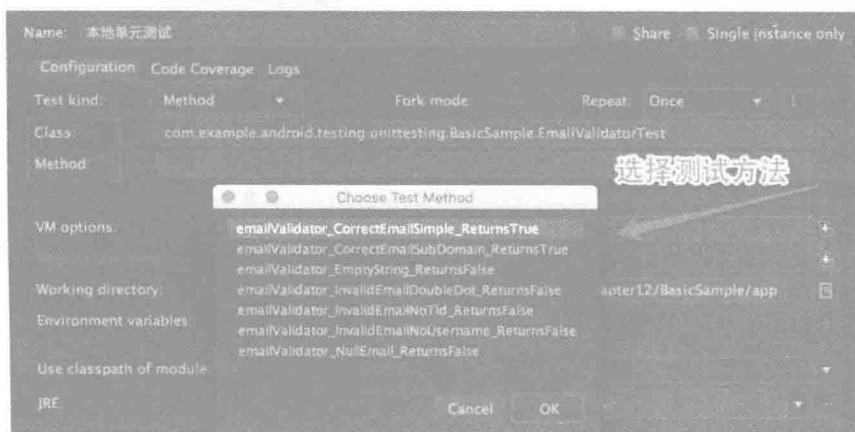 Name: 本地单元测试 Share Single instance only
Configuration Code Coverage Logs
Test kind: Method Fork mode Repeat: Once 1
Class com.example.android.testing.unittesting.BasicSample.EmailValidatorTest
Method
选择测试方法
Choose Test Method
VM options:
emailValidator_CorrectEmailSimple_ReturnsTrue
emailValidator_CorrectEmailSubDomain_ReturnsTrue
emailValidator_EmptyString_ReturnsFalse
emailValidator_InvalidEmailDoubleDot_ReturnsFalse
emailValidator_InvalidEmailNoTld_ReturnsFalse
emailValidator_InvalidEmailNoUsername_ReturnsFalse
emailValidator_NullEmail_ReturnsFalse
Working directory: apter12/BasicSample/app
Environment variables:
Use classpath of module
JRE:
Cancel OK